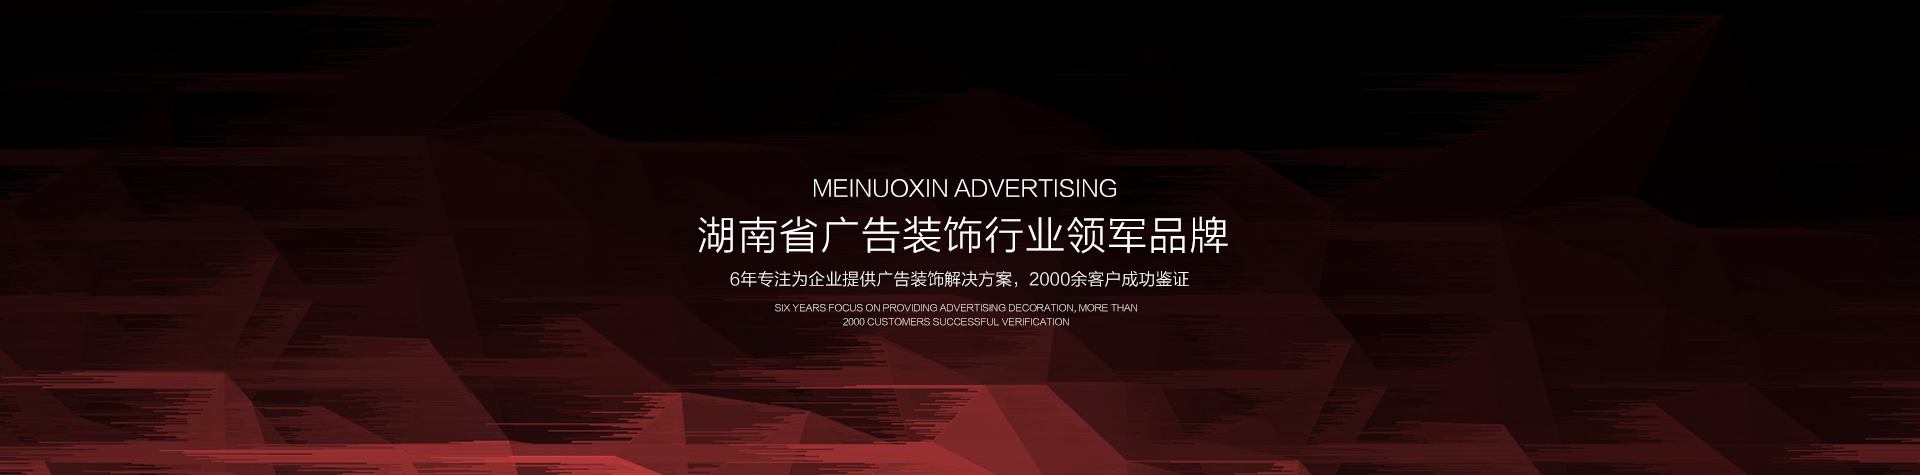 MEINUOXIN ADVERTISING
湖南省广告装饰行业领军品牌
6年专注为企业提供广告装饰解决方案，2000余客户成功鉴证
SIX YEARS FOCUS ON PROVIDING ADVERTISING DECORATION, MORE THAN
2000 CUSTOMERS SUCCESSFUL VERIFICATION